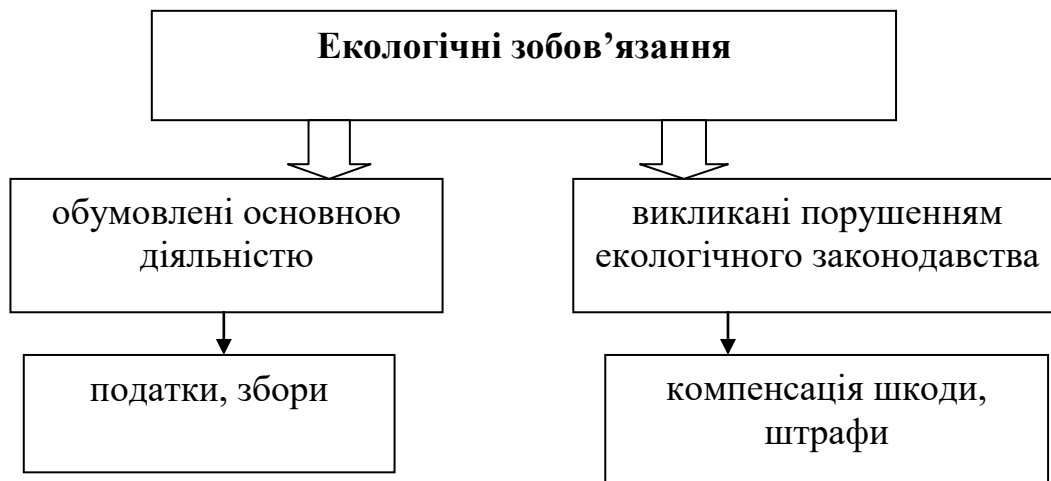 Екологічні зобов’язання
обумовлені основною
діяльністю
викликані порушенням
екологічного законодавства
податки, збори
компенсація шкоди,
штрафи